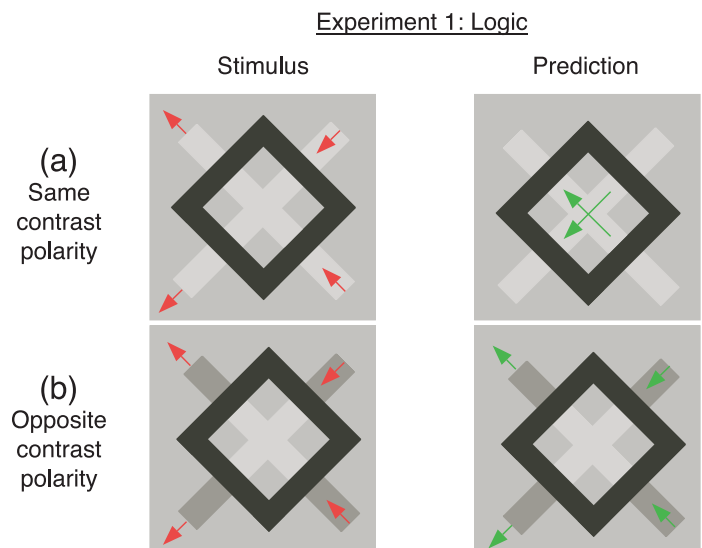 Experiment 1: Logic
Stimulus
Prediction
(a)
Same
contrast
polarity
(b)
Opposite
contrast
polarity